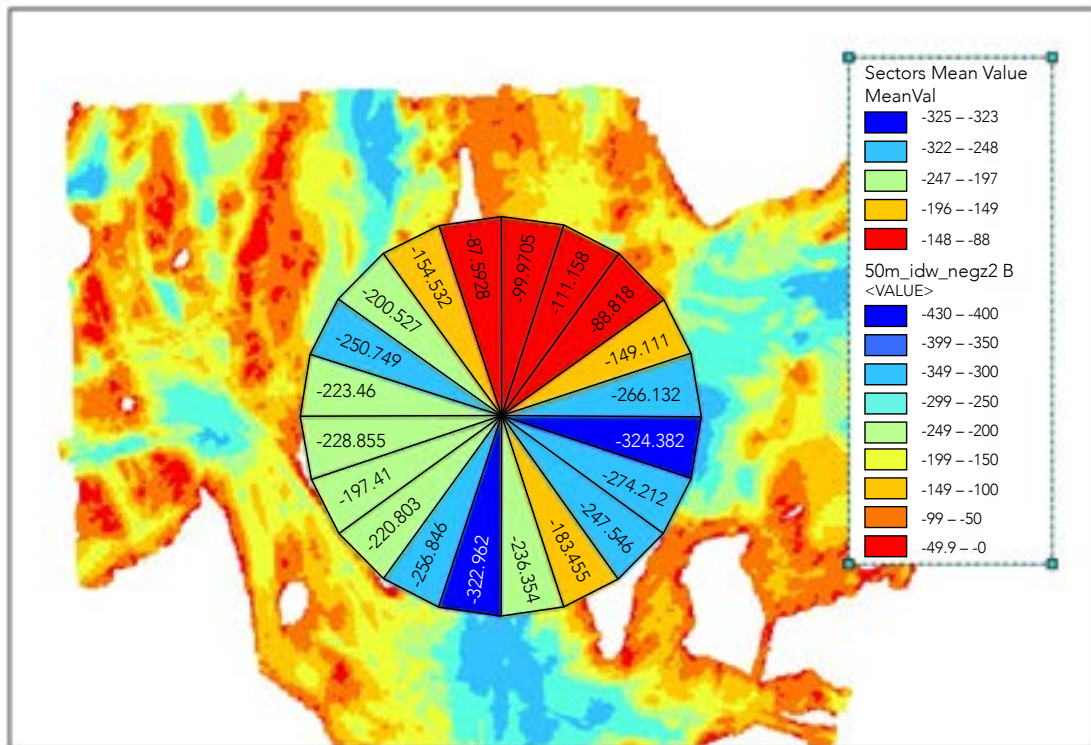 Sectors Mean Value
MeanVal
-325 – -323
-322 – -248
-247 – -197
-196 – -149
-148 – -88
50m_idw_negz2 B
<VALUE>
-430 – -400
-399 – -350
-349 – -300
-299 – -250
-249 – -200
-199 – -150
-149 – -100
-99 – -50
-49.9 – -0
-87.5928
-99.9705
-111.158
-88.818
-149.111
-266.132
-324.382
-274.212
-247.546
-183.455
-236.354
-322.962
-256.846
-220.803
-197.41
-228.855
-223.46
-250.749
-200.527
-154.532